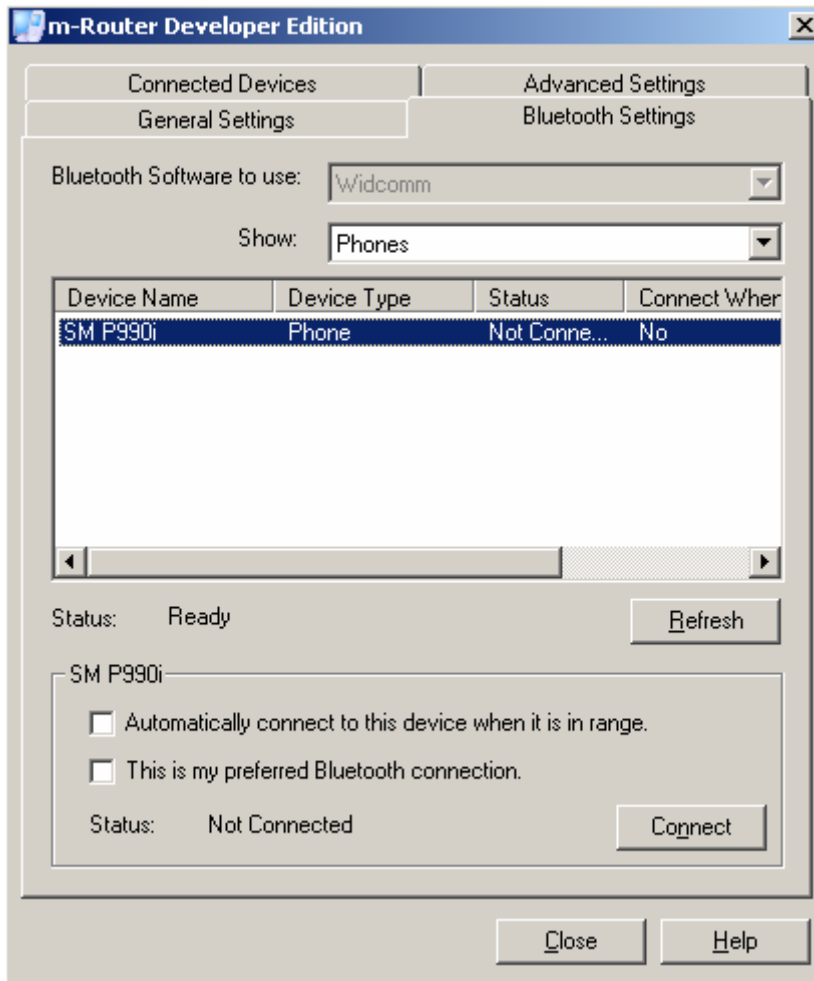 m-Router Developer Edition
Connected Devices Advanced Settings
General Settings Bluetooth Settings
Bluetooth Software to use: Widcomm
Show: Phones
Device Name Device Type Status Connect When
SM P990i Phone Not Conne... No
Status: Ready Refresh
SM P990i
Automatically connect to this device when it is in range.
This is my preferred Bluetooth connection.
Status: Not Connected Connect
Close Help